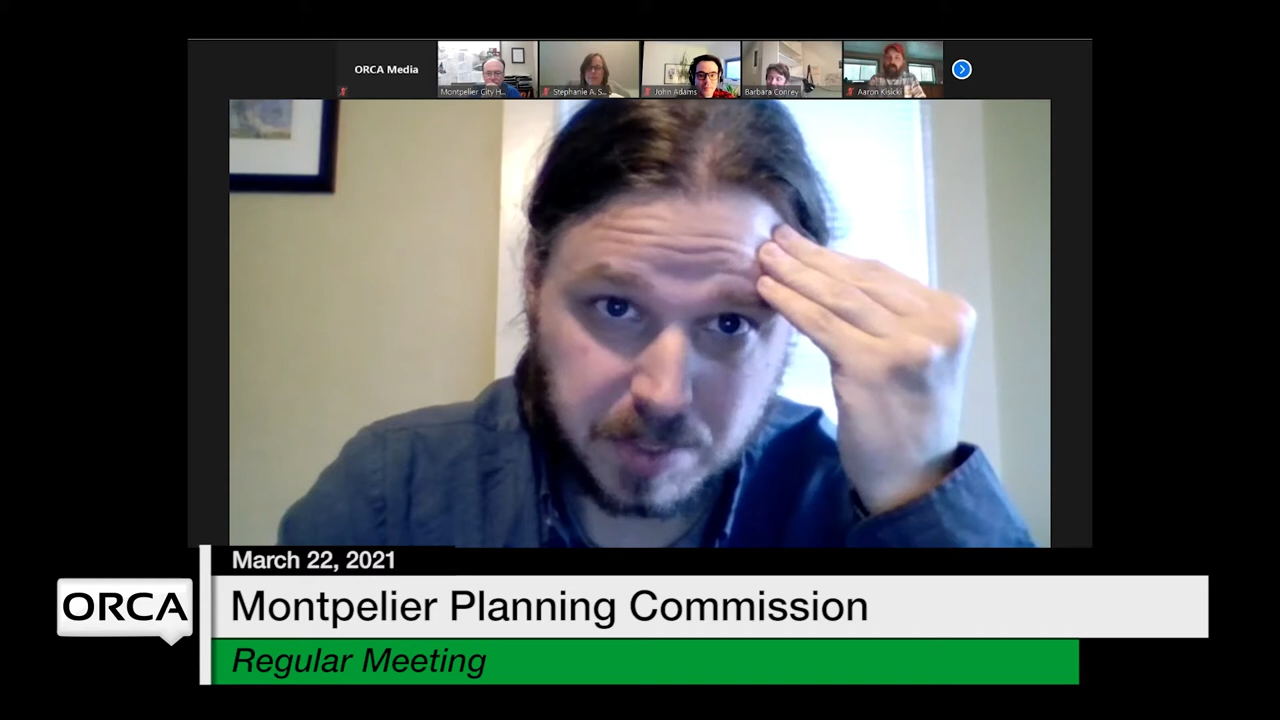 ORCA Media
Montpelier City H...
Stephanie A. S...
John Adams
Barbara Conrey
Aaron Kisicki
March 22, 2021
ORCA
Montpelier Planning Commission
Regular Meeting